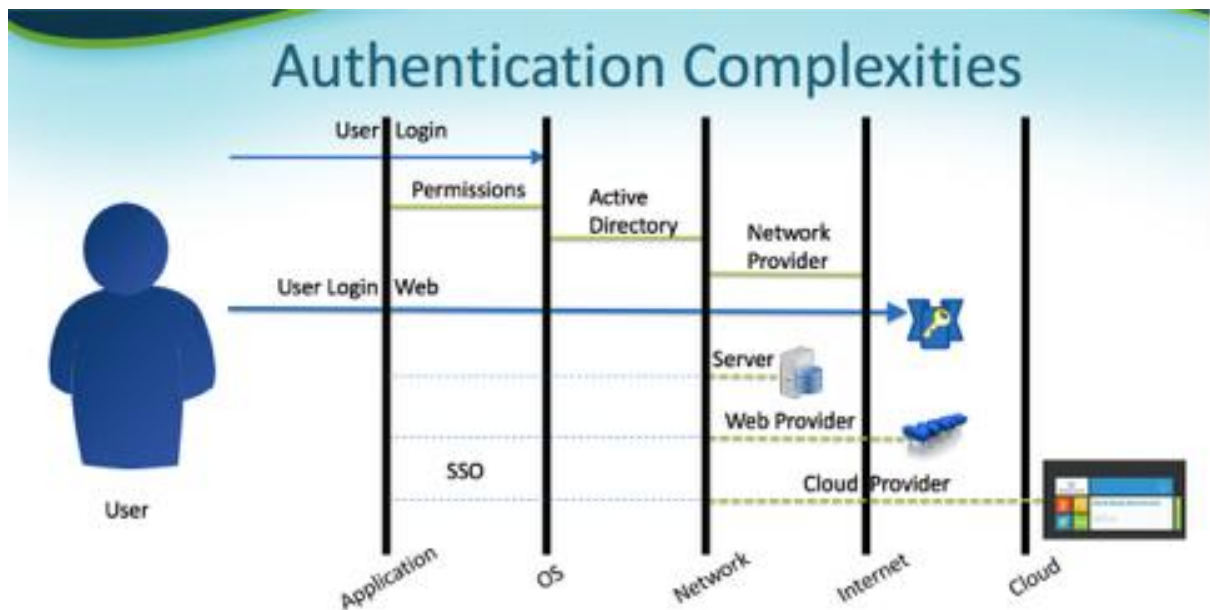 Authentication Complexities
User Login
Permissions
Active
Directory
Network
Provider
User Login Web
Server
Web Provider
SSO
Cloud Provider
User
Application
OS
Network
Internet
Cloud